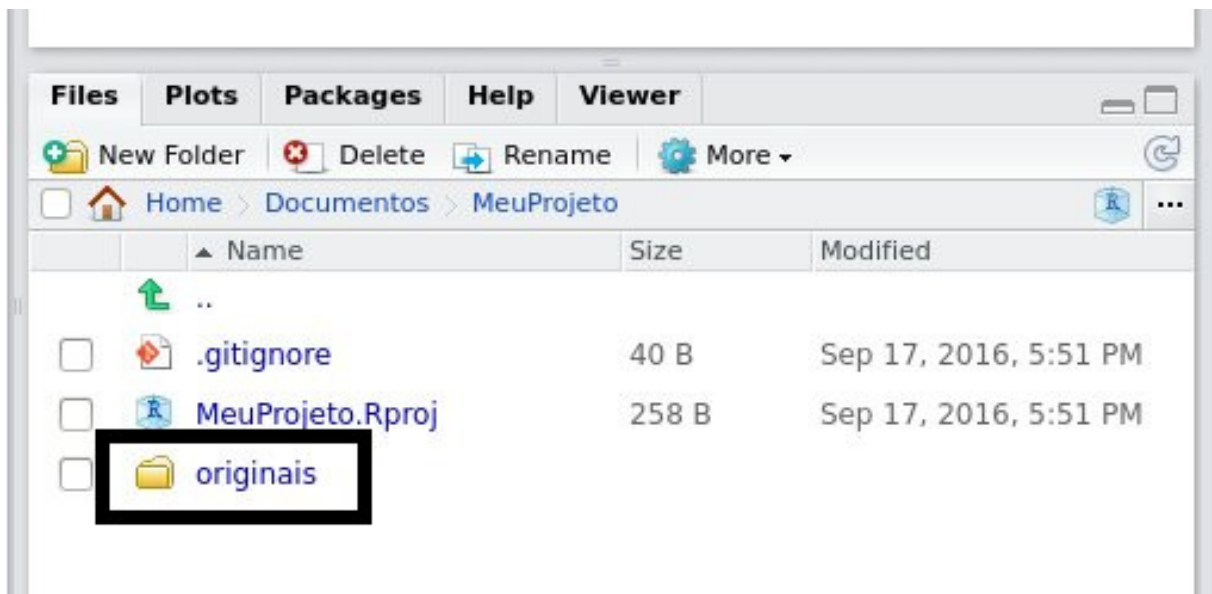 Files Plots Packages Help Viewer
New Folder Delete Rename More
Home Documentos MeuProjeto
Name Size Modified
..
.gitignore 40 B Sep 17, 2016, 5:51 PM
MeuProjeto.Rproj 258 B Sep 17, 2016, 5:51 PM
originais